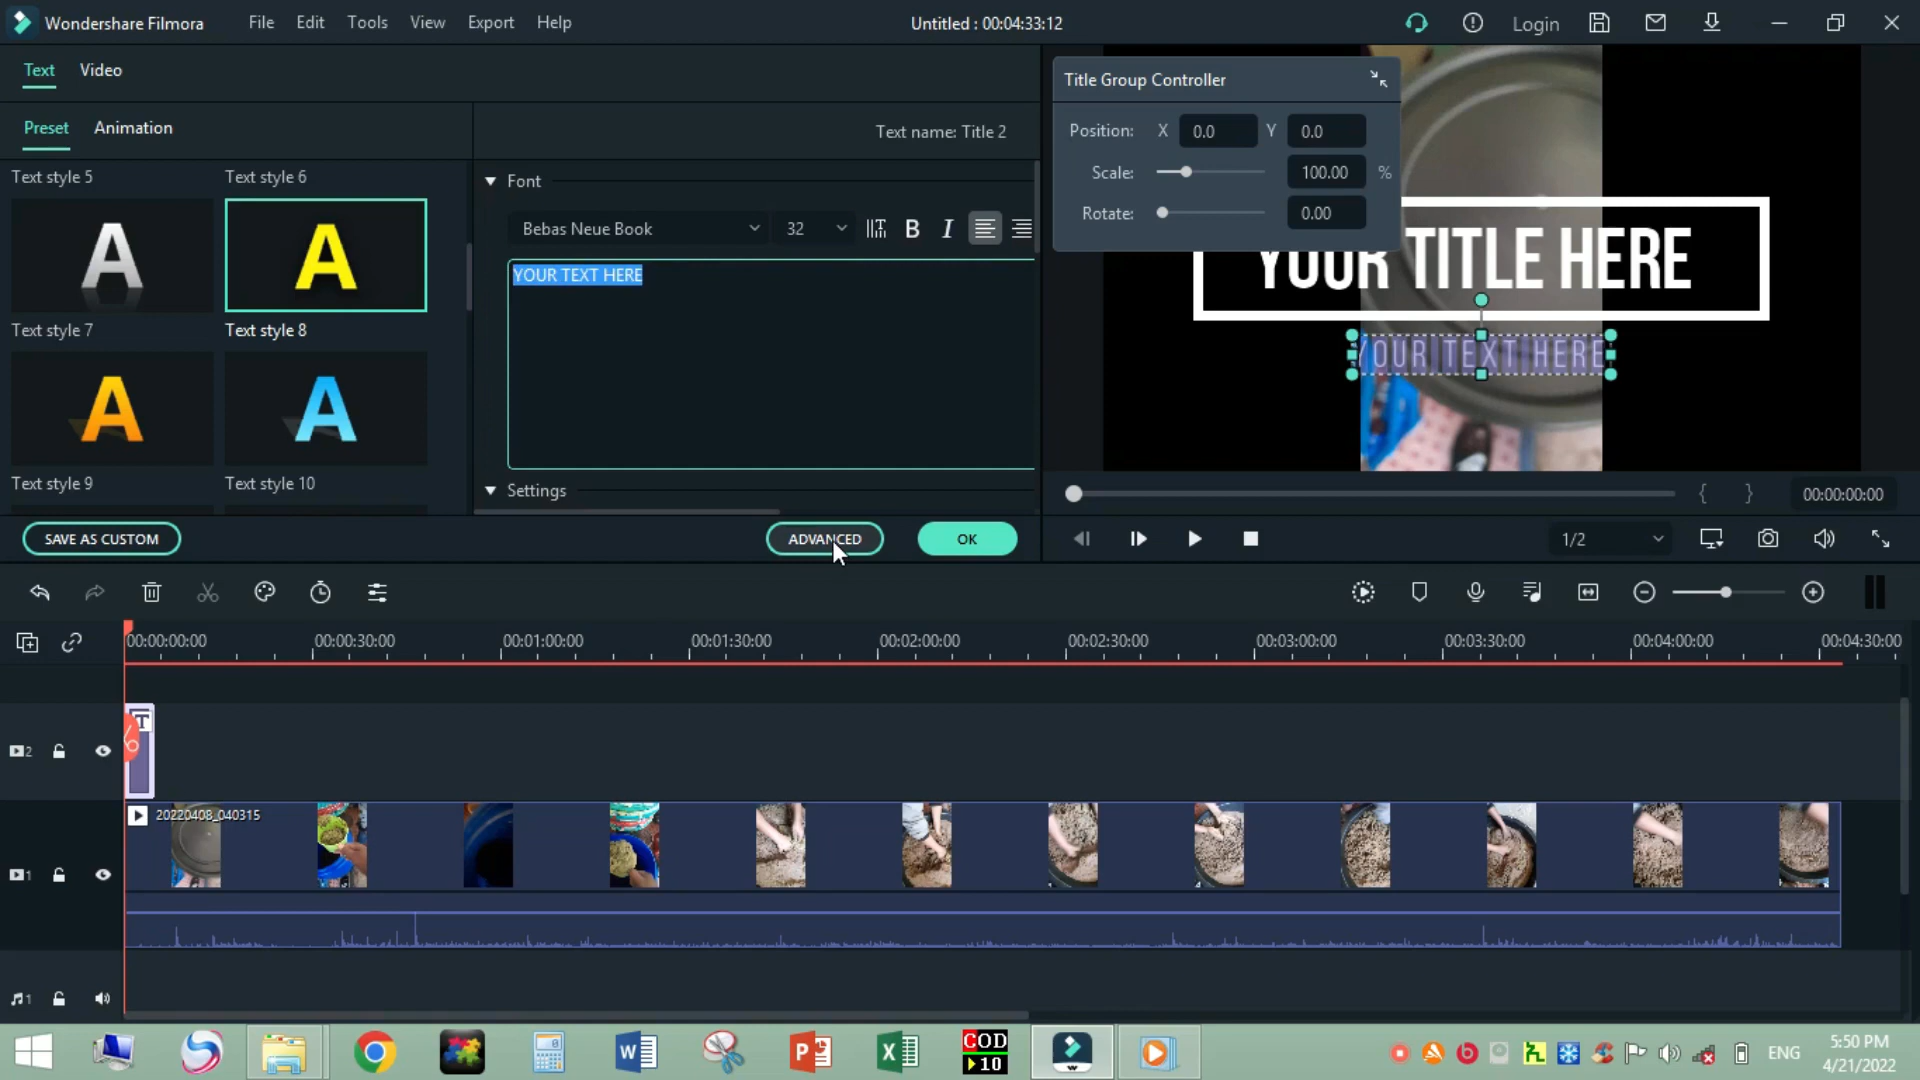 Wondershare Filmora File Edit Tools View Export Help Untitled : 00:04:33:12 Login
Text Video
Preset Animation
Text name: Title 2
Text style 5 Text style 6
Text style 7 Text style 8
Text style 9 Text style 10
Font
Bebas Neue Book 32 B I
YOUR TEXT HERE
Settings
SAVE AS CUSTOM ADVANCED OK
Title Group Controller
Position: X 0.0 Y 0.0
Scale: 100.00 %
Rotate: 0.00
YOUR TITLE HERE
YOUR TEXT HERE
{ } 00:00:00:00
1/2
00:00:00:00 00:00:30:00 00:01:00:00 00:01:30:00 00:02:00:00 00:02:30:00 00:03:00:00 00:03:30:00 00:04:00:00 00:04:30:00
2
T
20220408_040315
1
1
COD
10
ENG
5:50 PM
4/21/2022